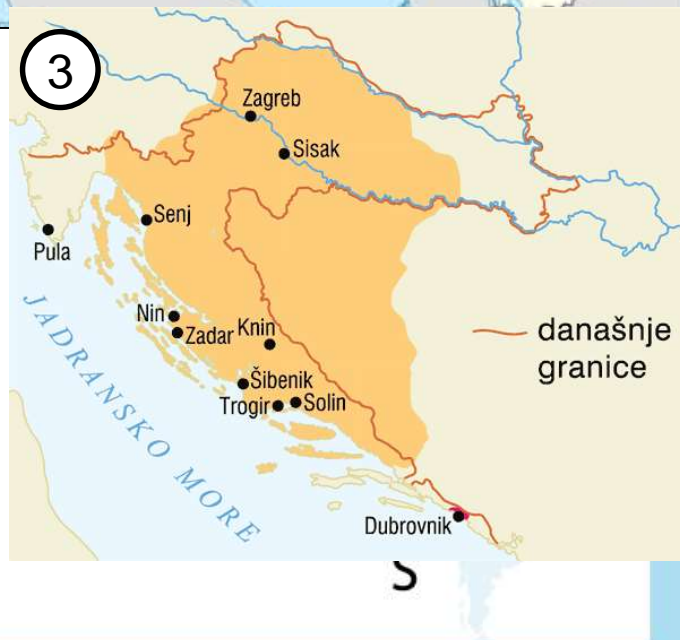 3
Zagreb
Sisak
Senj
Pula
Nin
Zadar
Knin
Šibenik
Trogir
Solin
Dubrovnik
JADRANSKO MORE
današnje
granice
S